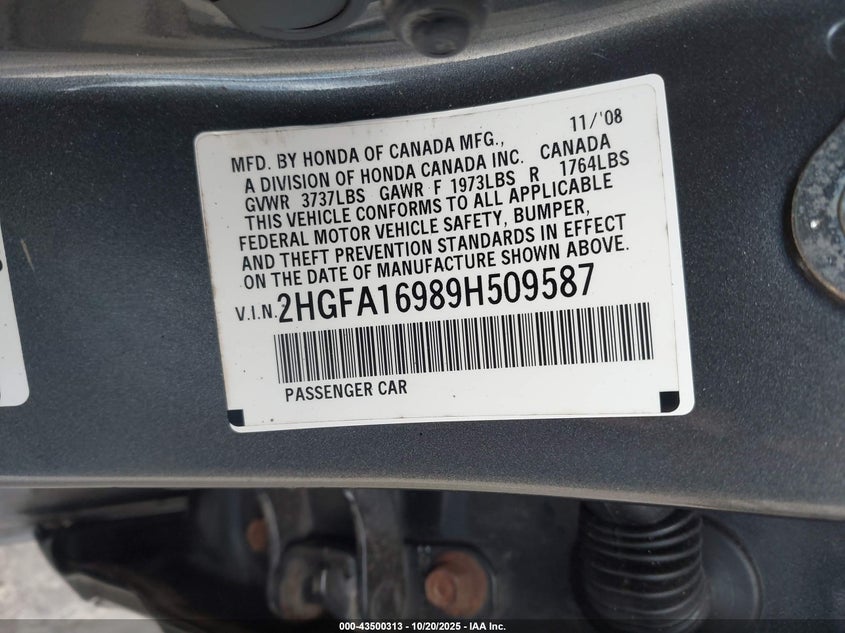 11/'08
MFD. BY HONDA OF CANADA MFG.,
A DIVISION OF HONDA CANADA INC. CANADA
GVWR 3737LBS GAWR F 1973LBS R 1764LBS
THIS VEHICLE CONFORMS TO ALL APPLICABLE
FEDERAL MOTOR VEHICLE SAFETY, BUMPER,
AND THEFT PREVENTION STANDARDS IN EFFECT
ON THE DATE OF MANUFACTURE SHOWN ABOVE.
V.I.N. 2HGFA16989H509587
PASSENGER CAR
000-43500313 - 10/20/2025 - IAA Inc.